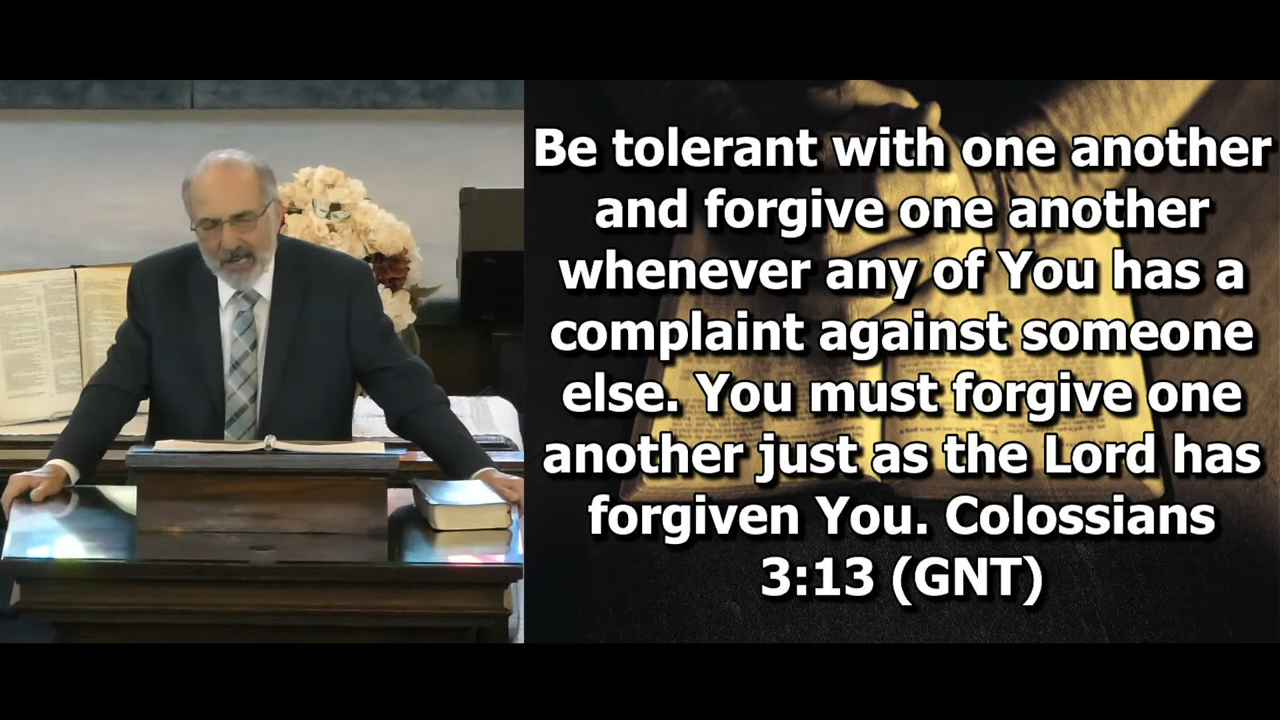 Be tolerant with one another
and forgive one another
whenever any of You has a
complaint against someone
else. You must forgive one
another just as the Lord has
forgiven You. Colossians
3:13 (GNT)